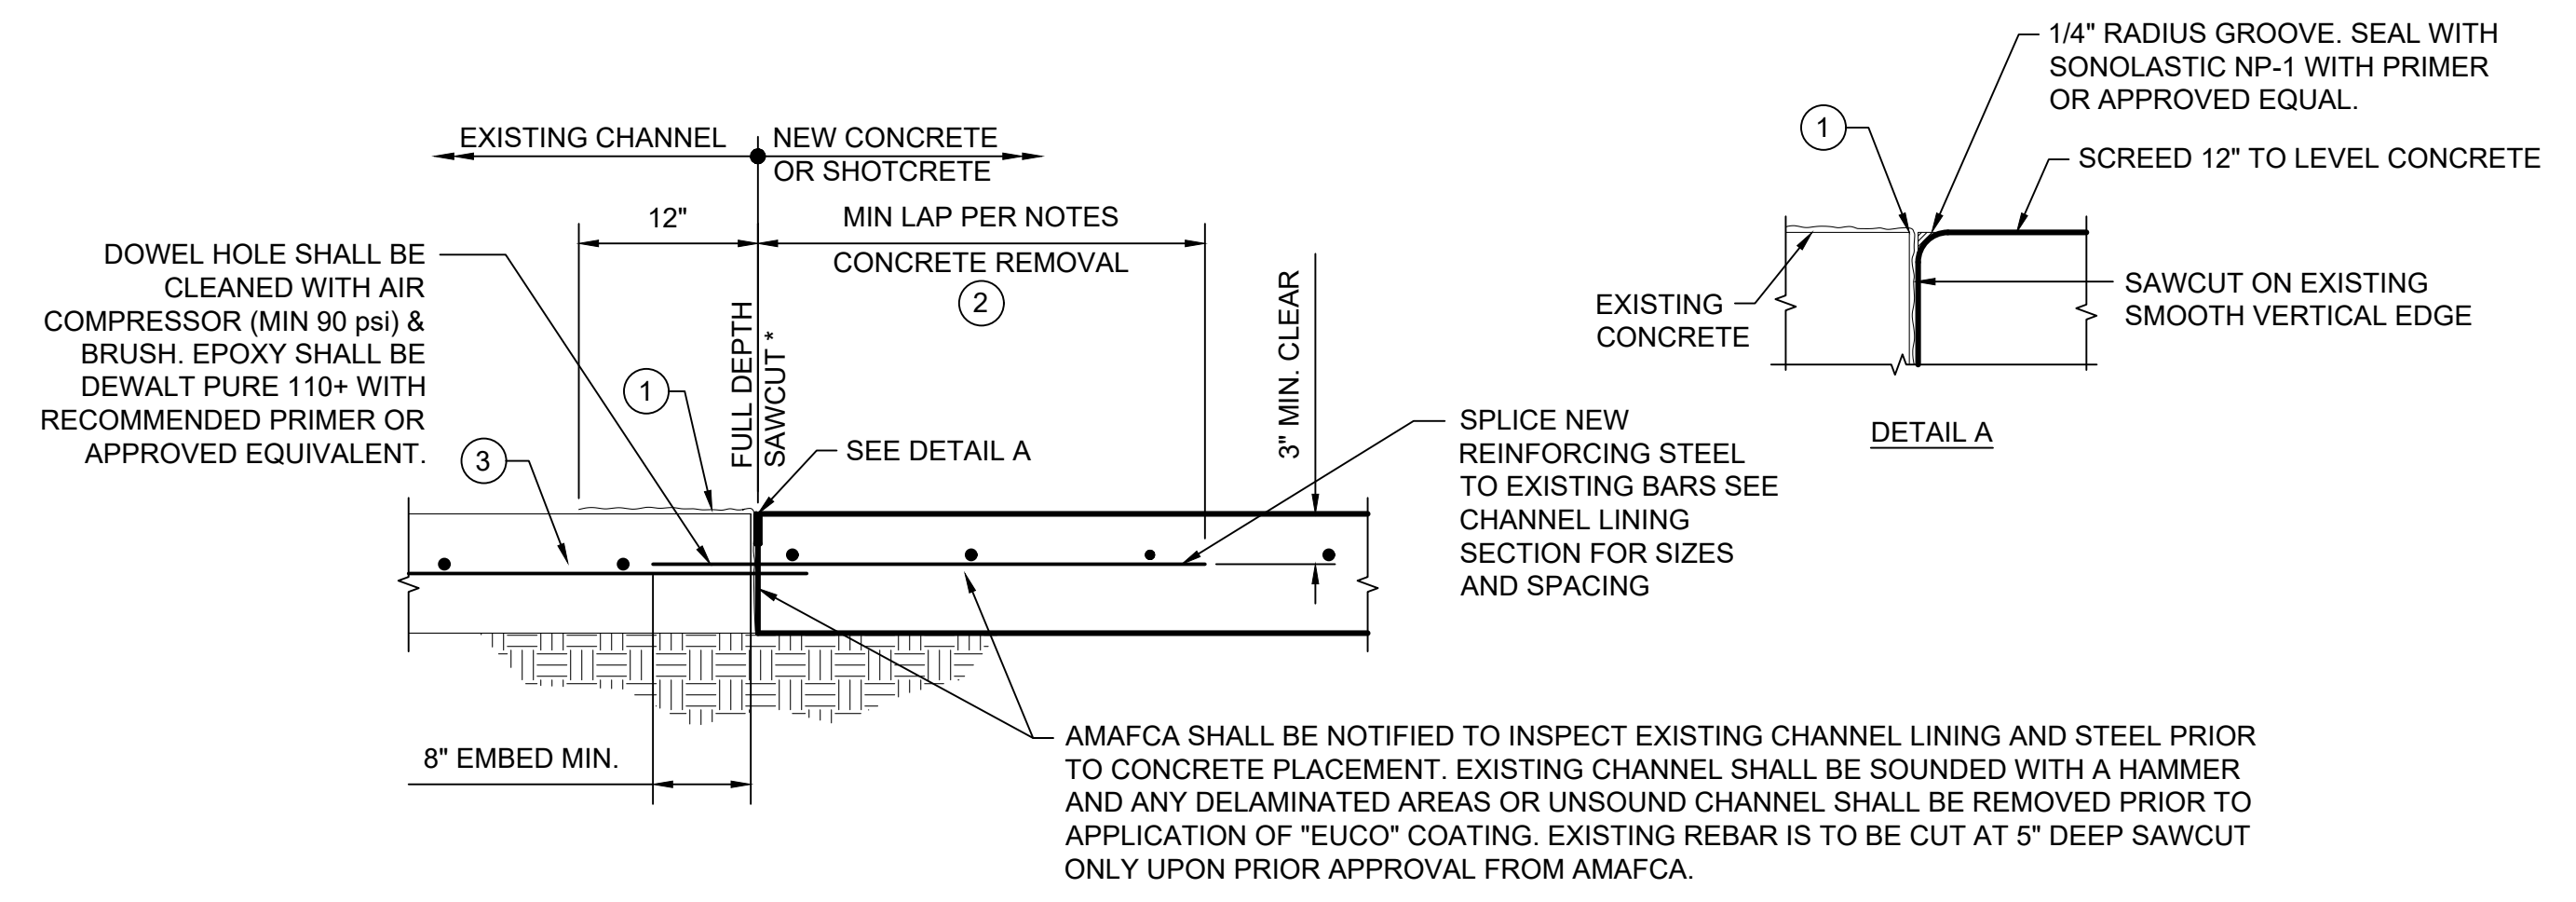 1/4" RADIUS GROOVE. SEAL WITH
SONOLASTIC NP-1 WITH PRIMER
OR APPROVED EQUAL.
1
SCREED 12" TO LEVEL CONCRETE
EXISTING
CONCRETE
SAWCUT ON EXISTING
SMOOTH VERTICAL EDGE
DETAIL A
EXISTING CHANNEL
NEW CONCRETE
OR SHOTCRETE
12"
MIN LAP PER NOTES
CONCRETE REMOVAL
2
DOWEL HOLE SHALL BE
CLEANED WITH AIR
COMPRESSOR (MIN 90 psi) &
BRUSH. EPOXY SHALL BE
DEWALT PURE 110+ WITH
RECOMMENDED PRIMER OR
APPROVED EQUIVALENT.
1
3
FULL DEPTH
SAWCUT *
SEE DETAIL A
3" MIN. CLEAR
SPLICE NEW
REINFORCING STEEL
TO EXISTING BARS SEE
CHANNEL LINING
SECTION FOR SIZES
AND SPACING
8" EMBED MIN.
AMAFCA SHALL BE NOTIFIED TO INSPECT EXISTING CHANNEL LINING AND STEEL PRIOR
TO CONCRETE PLACEMENT. EXISTING CHANNEL SHALL BE SOUNDED WITH A HAMMER
AND ANY DELAMINATED AREAS OR UNSOUND CHANNEL SHALL BE REMOVED PRIOR TO
APPLICATION OF "EUCO" COATING. EXISTING REBAR IS TO BE CUT AT 5" DEEP SAWCUT
ONLY UPON PRIOR APPROVAL FROM AMAFCA.